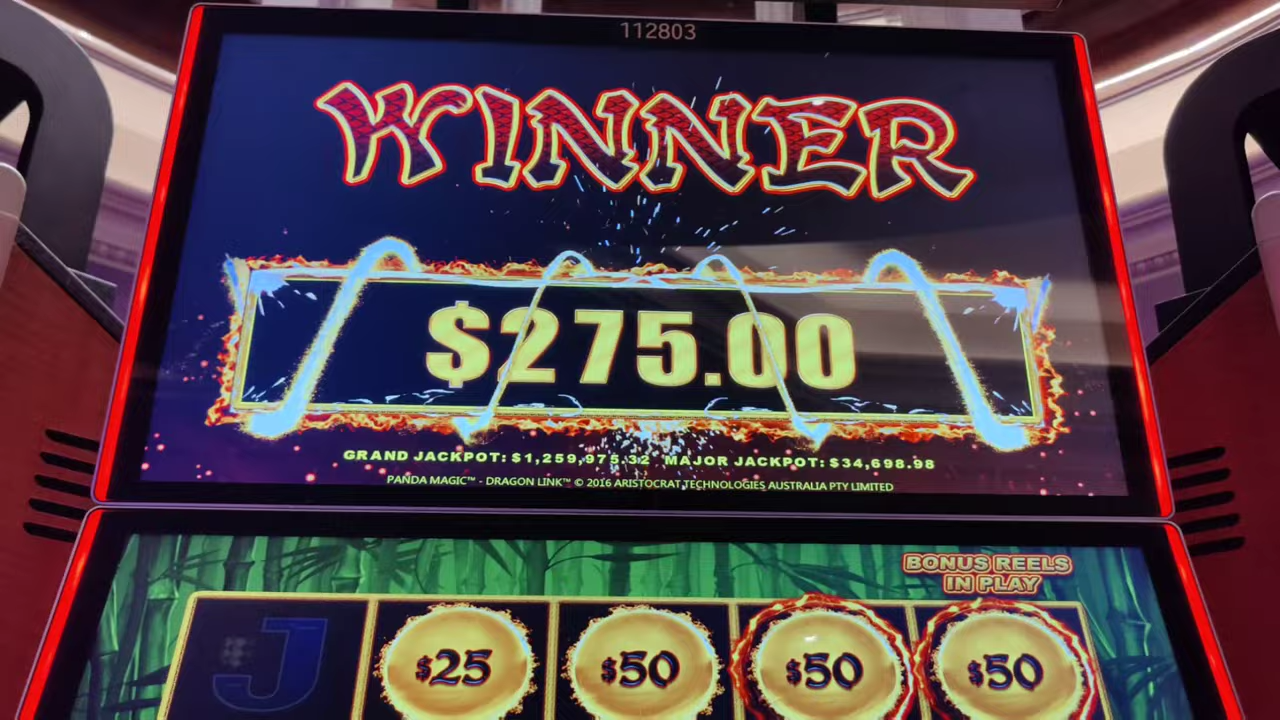 112803
WINNER
$275.00
GRAND JACKPOT: $1,259,975.32 MAJOR JACKPOT: $34,698.98
PANDA MAGIC™ - DRAGON LINK™ © 2016 ARISTOCRAT TECHNOLOGIES AUSTRALIA PTY LIMITED
BONUS REELS
IN PLAY
J $25 $50 $50 $50